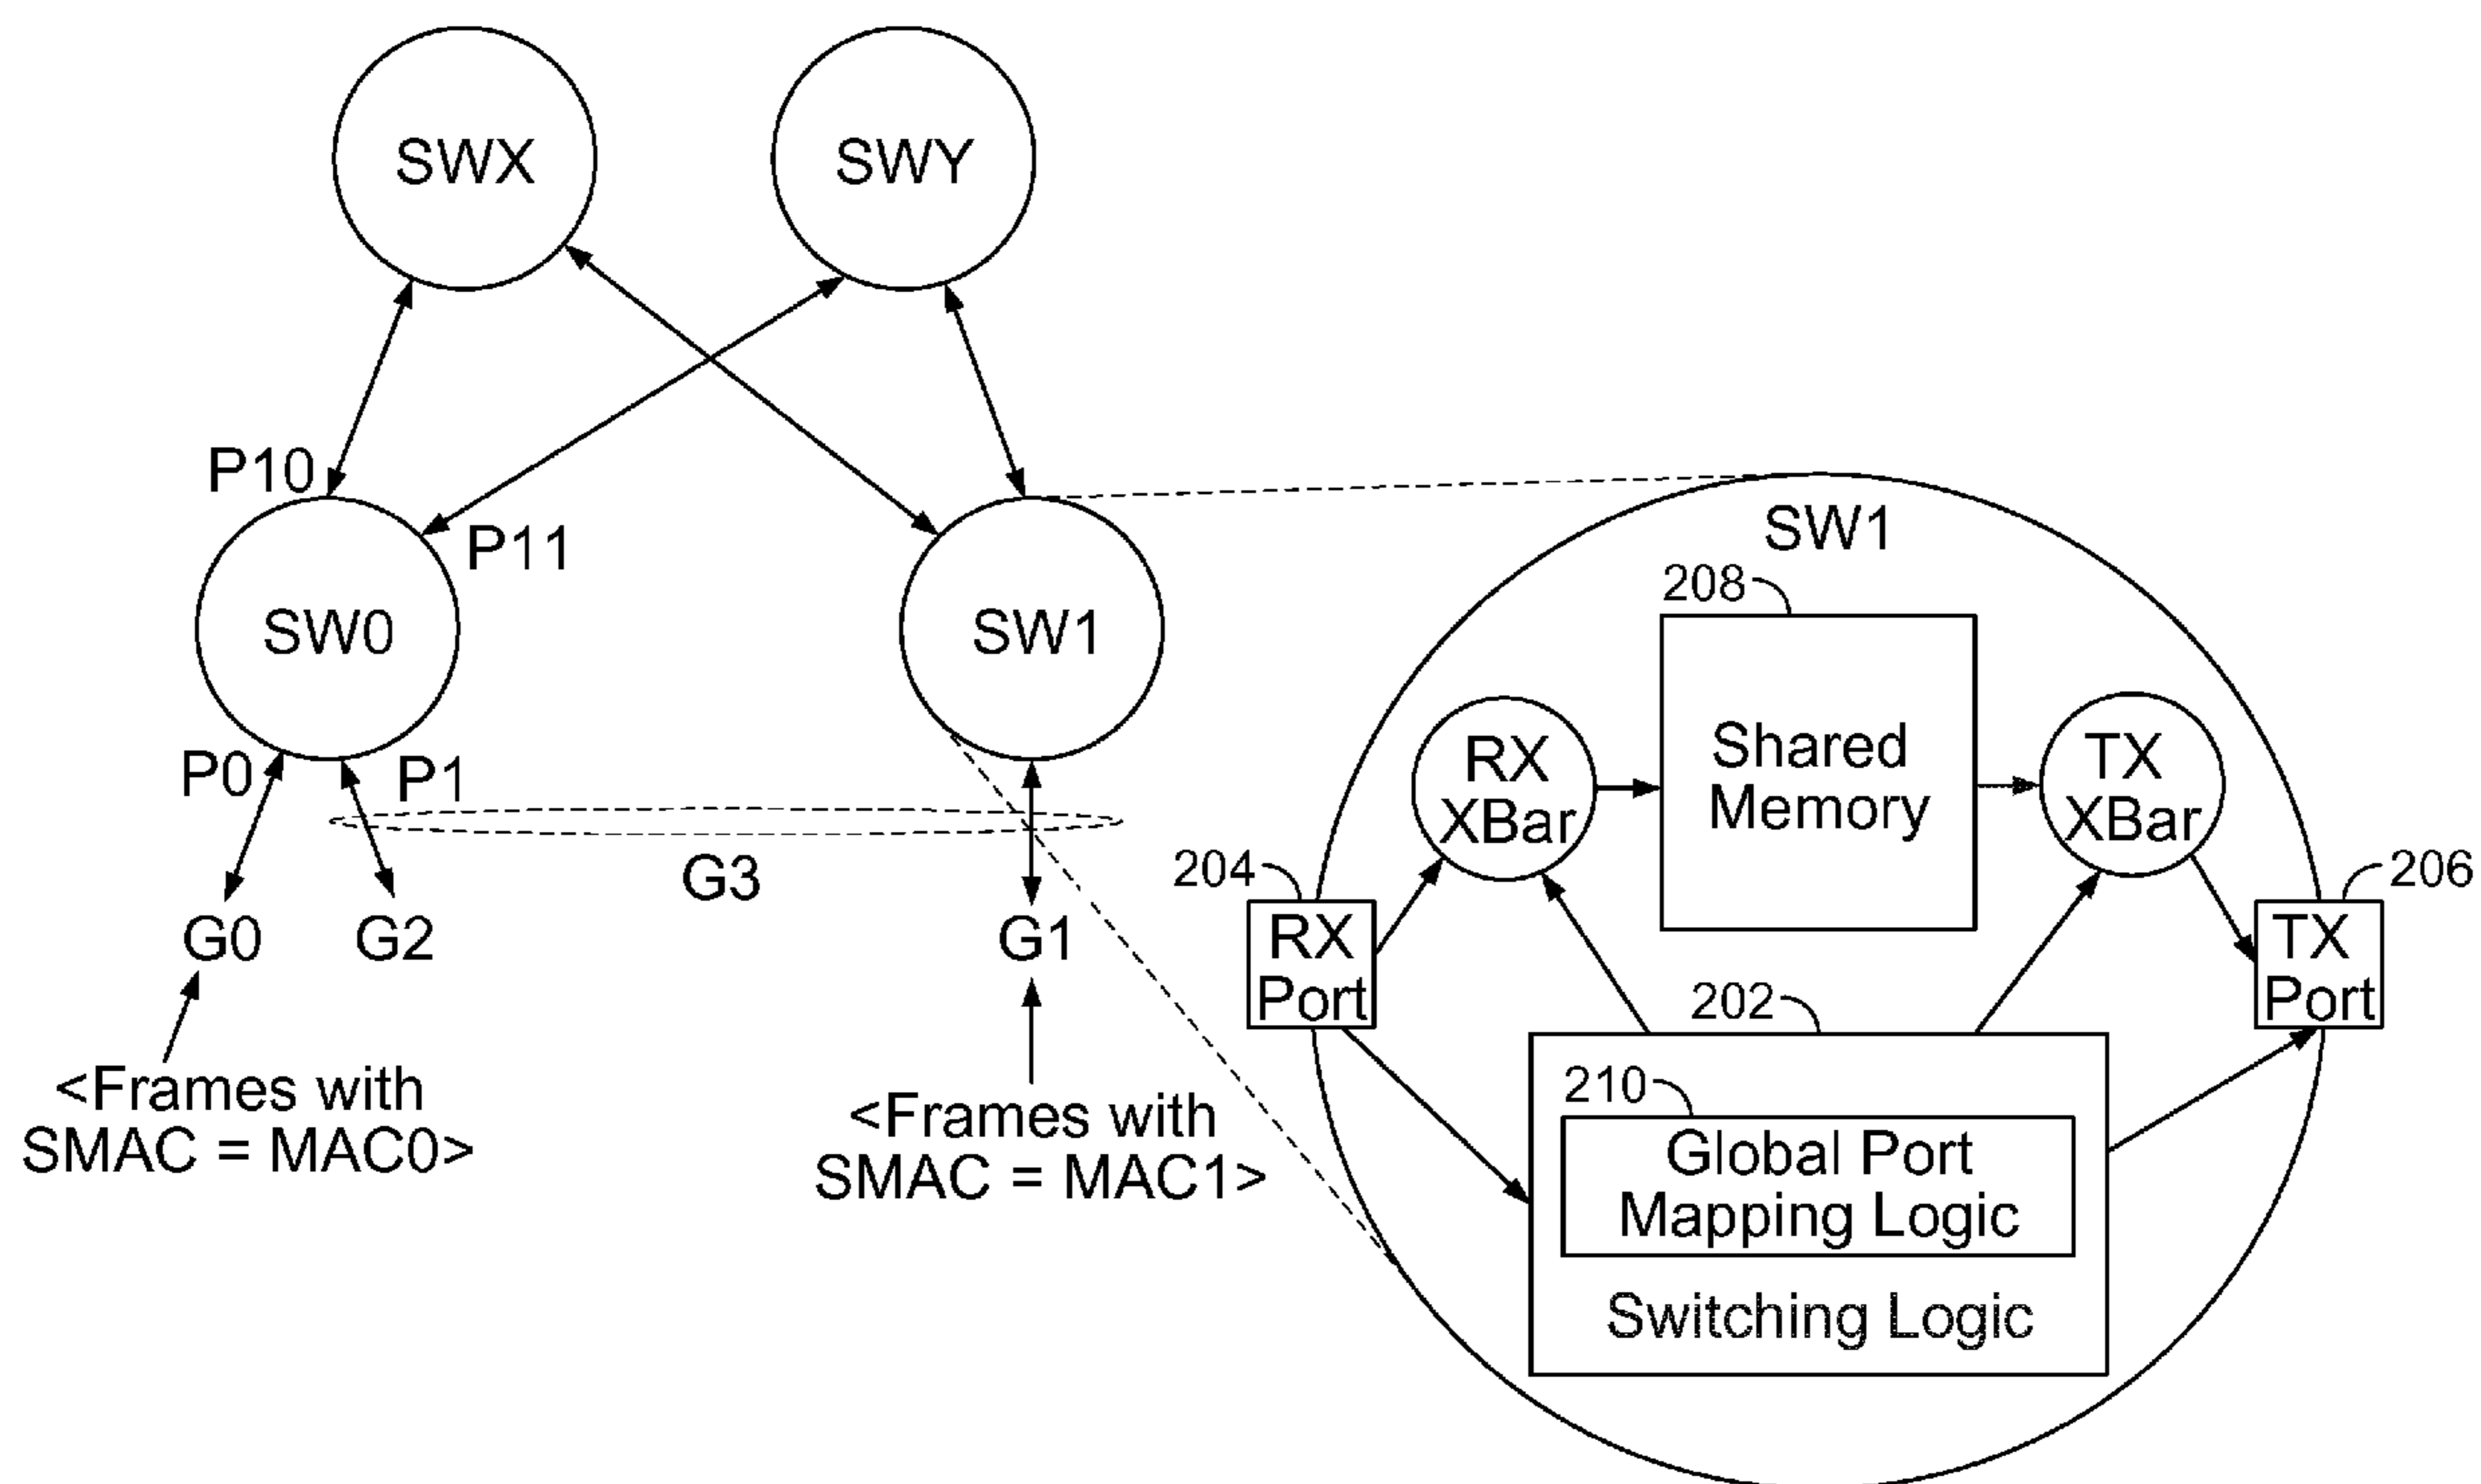 SWX
SWY
P10
P11
SW0
SW1
P0
P1
G3
G0
G2
G1
<Frames with
SMAC = MAC0>
<Frames with
SMAC = MAC1>
SW1
208
RX
XBar
Shared
Memory
TX
XBar
204
RX
Port
206
TX
Port
202
210
Global Port
Mapping Logic
Switching Logic